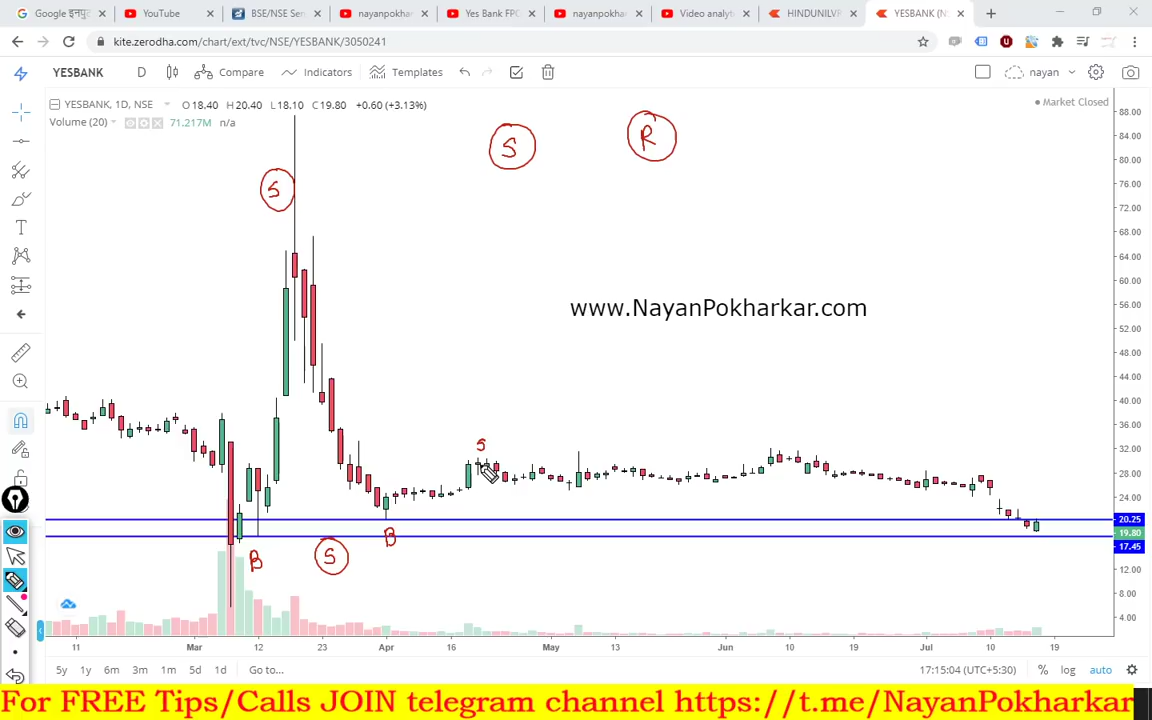 Google इनपुट
YouTube
BSE/NSE Sen
nayanpokhar
Yes Bank FPC
nayanpokhar
Video analyt
HINDUNILVR
YESBANK (N
kite.zerodha.com/chart/ext/tvc/NSE/YESBANK/3050241
YESBANK D Compare Indicators Templates nayan
YESBANK, 1D, NSE O18.40 H20.40 L18.10 C19.80 +0.60 (+3.13%) Market Closed
Volume (20) 71.217M n/a
S R
S
www.NayanPokharkar.com
S
B S B
88.00
84.00
80.00
76.00
72.00
68.00
64.00
60.00
56.00
52.00
48.00
44.00
40.00
36.00
32.00
28.00
24.00
20.25
19.80
17.45
12.00
8.00
4.00
11 Mar 12 23 Apr 16 May 13 Jun 10 19 Jul 19
5y 1y 6m 3m 1m 5d 1d Go to... 17:15:04 (UTC+5:30) % log auto
For FREE Tips/Calls JOIN telegram channel https://t.me/NayanPokharkar